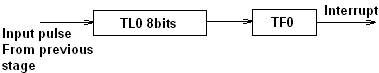 TL0 8bits
TF0
Interrupt
Input pulse
From previous
stage